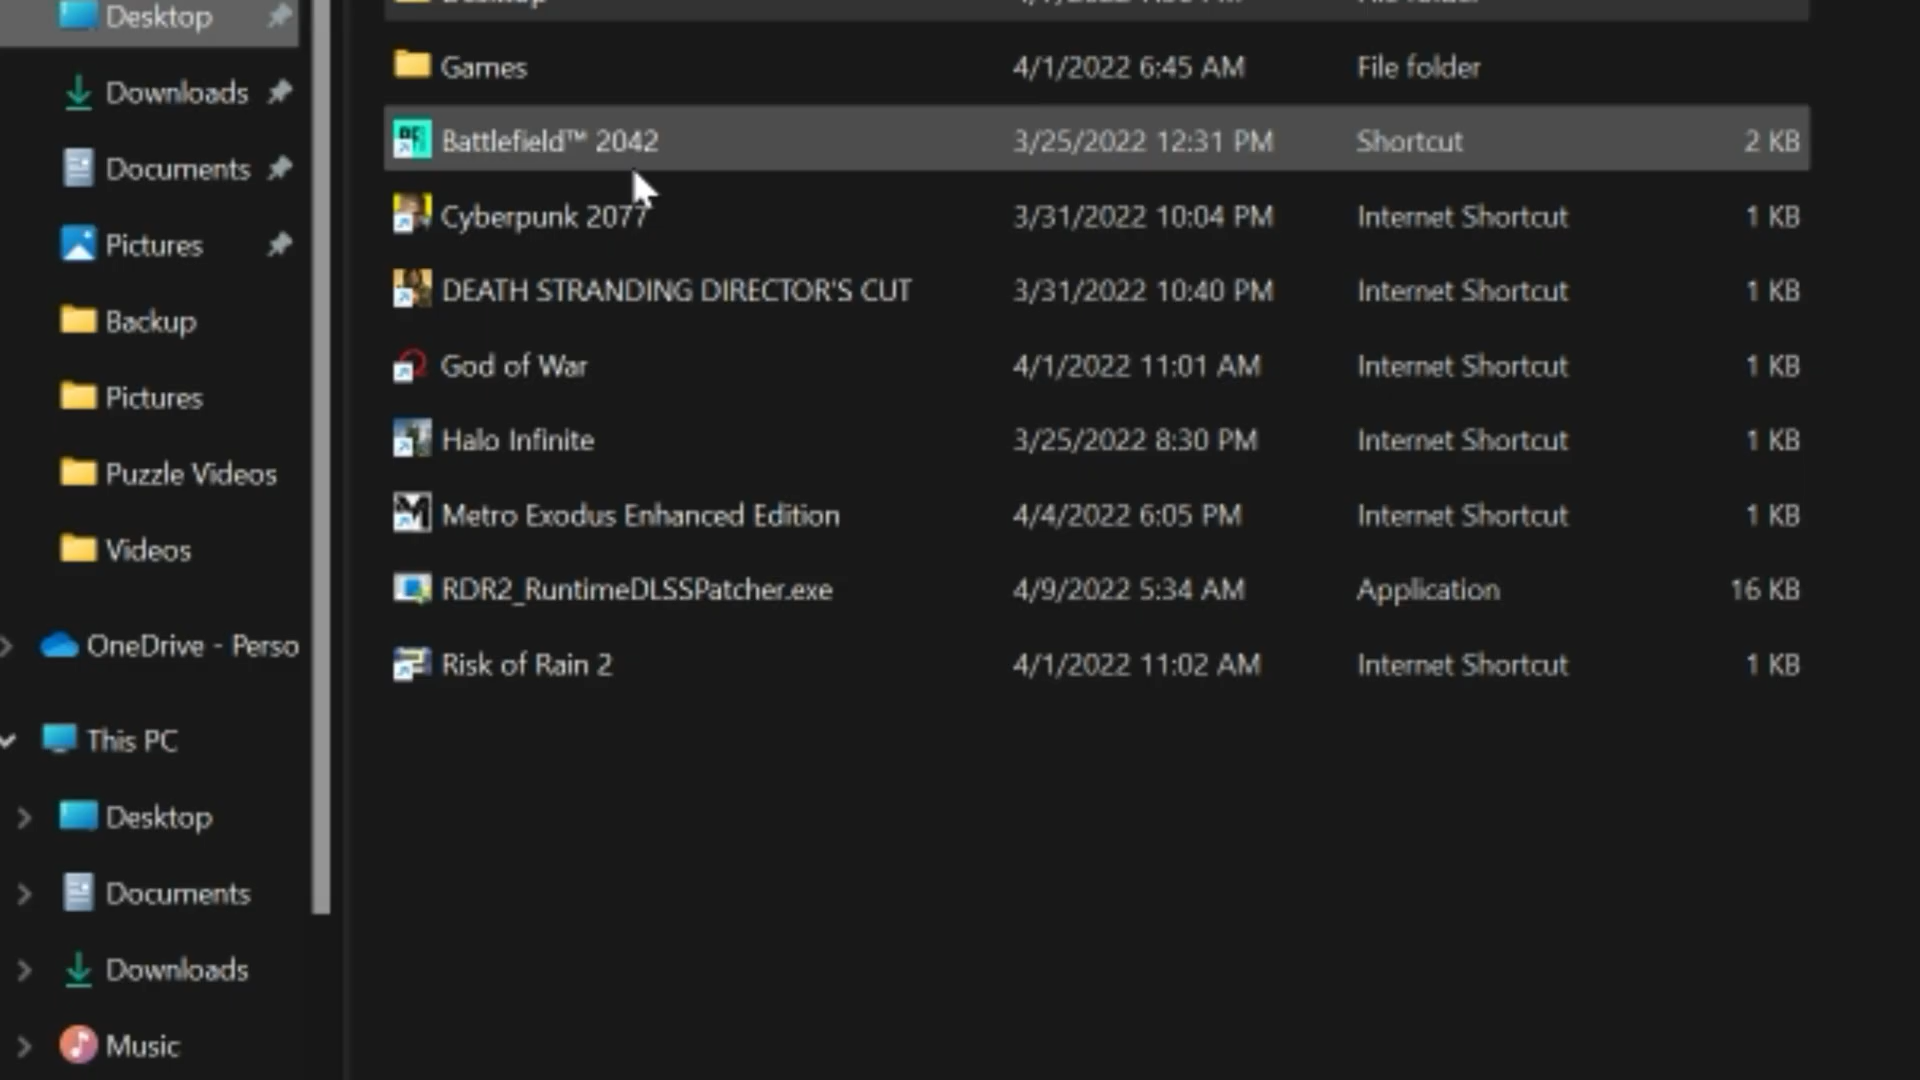 Desktop
Downloads
Documents
Pictures
Backup
Pictures
Puzzle Videos
Videos
OneDrive - Perso
This PC
Desktop
Documents
Downloads
Music
Desktop File folder
Games 4/1/2022 6:45 AM File folder
Battlefield™ 2042 3/25/2022 12:31 PM Shortcut 2 KB
Cyberpunk 2077 3/31/2022 10:04 PM Internet Shortcut 1 KB
DEATH STRANDING DIRECTOR'S CUT 3/31/2022 10:40 PM Internet Shortcut 1 KB
God of War 4/1/2022 11:01 AM Internet Shortcut 1 KB
Halo Infinite 3/25/2022 8:30 PM Internet Shortcut 1 KB
Metro Exodus Enhanced Edition 4/4/2022 6:05 PM Internet Shortcut 1 KB
RDR2_RuntimeDLSSPatcher.exe 4/9/2022 5:34 AM Application 16 KB
Risk of Rain 2 4/1/2022 11:02 AM Internet Shortcut 1 KB